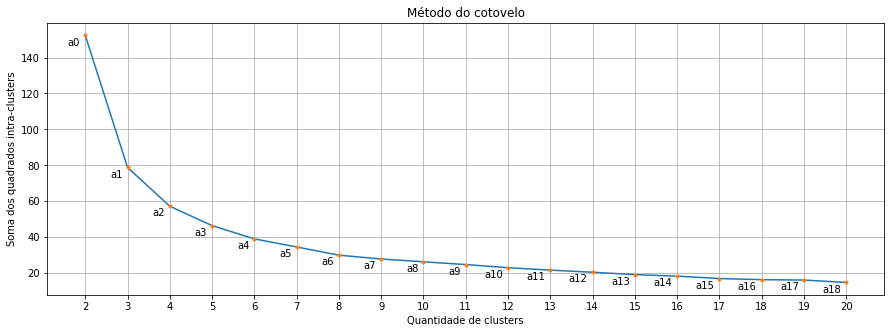 Método do cotovelo
Soma dos quadrados intra-clusters
140
120
100
80
60
40
20
a0
a1
a2
a3
a4
a5
a6
a7
a8
a9
a10
a11
a12
a13
a14
a15
a16
a17
a18
2 3 4 5 6 7 8 9 10 11 12 13 14 15 16 17 18 19 20
Quantidade de clusters